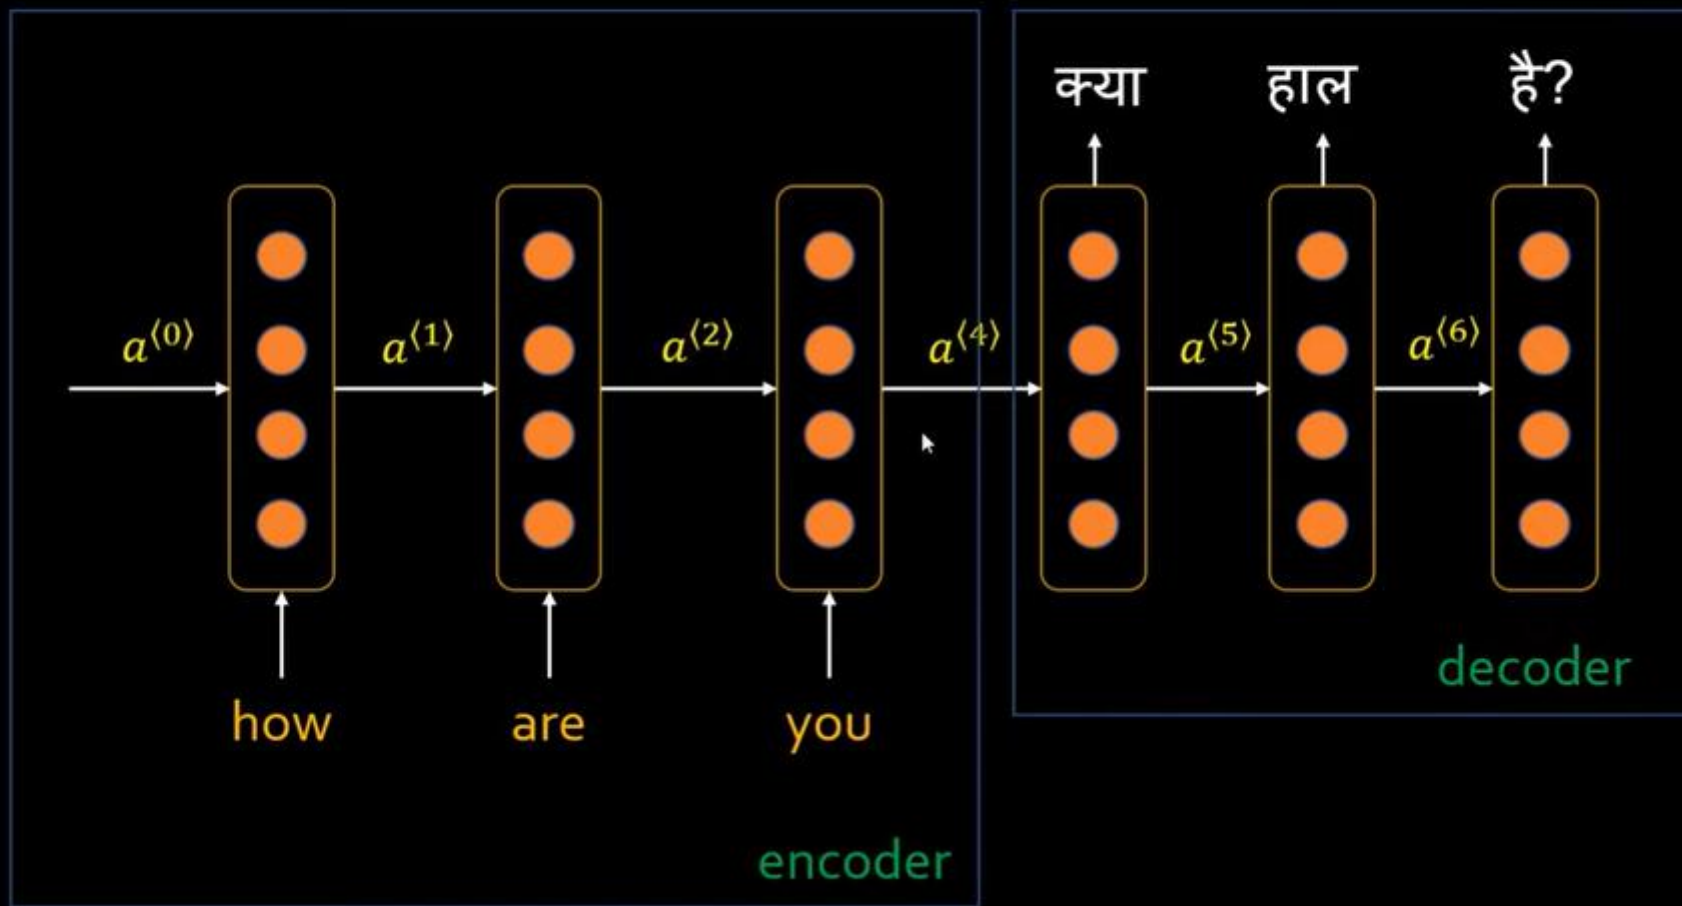 क्या हाल है?
a⟨0⟩ a⟨1⟩ a⟨2⟩ a⟨4⟩ a⟨5⟩ a⟨6⟩
decoder
how are you
encoder